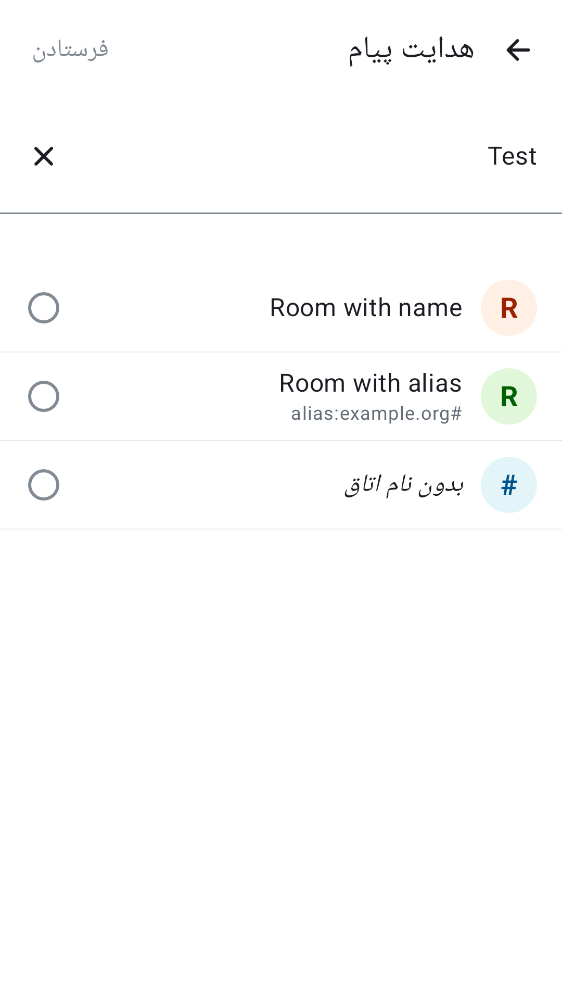 هدایت پیام
فرستادن
Test
R
Room with name
R
Room with alias
alias:example.org#
#
بدون نام اتاق